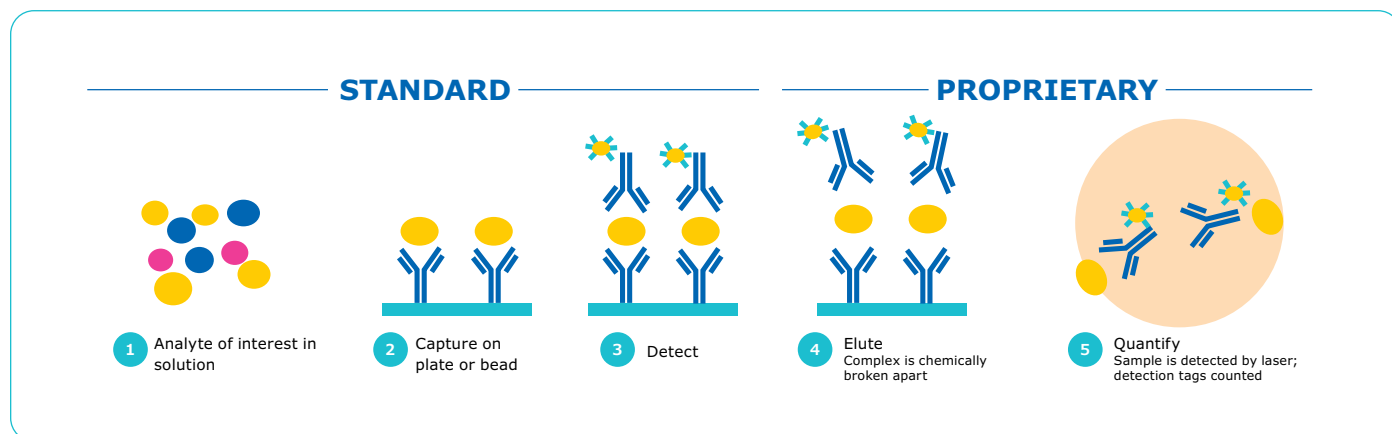 STANDARD
PROPRIETARY
1
Analyte of interest in
solution
2
Capture on
plate or bead
3
Detect
4
Elute
Complex is chemically
broken apart
5
Quantify
Sample is detected by laser;
detection tags counted